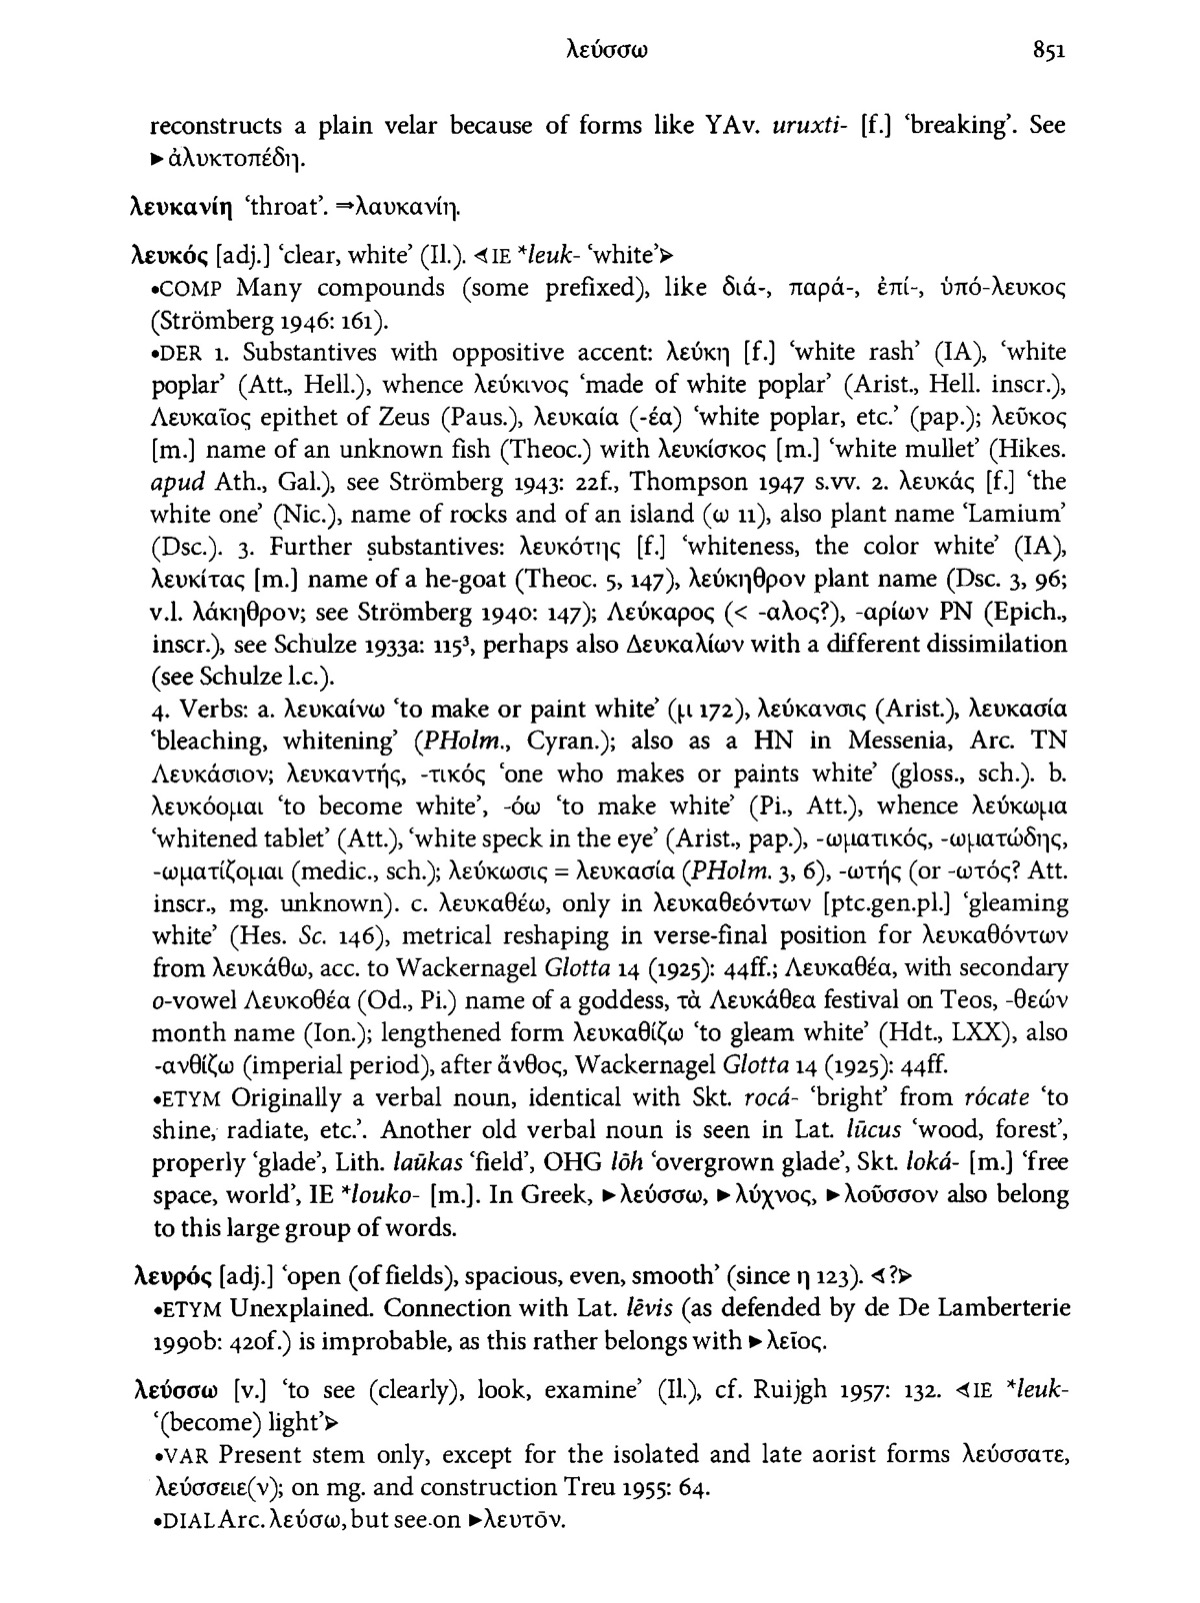 λεύσσω 851
reconstructs a plain velar because of forms like YAv. uruxti- [f.] ‘breaking’. See
►ἀλυκτοπέδη.
λευκανίη ‘throat’. ⇒λαυκανίη.
λευκός [adj.] ‘clear, white’ (Il.). ⊲IE *leuk- ‘white’⊳
•COMP Many compounds (some prefixed), like διά-, παρά-, ἐπί-, ὑπό-λευκος
(Strömberg 1946: 161).
•DER 1. Substantives with oppositive accent: λεύκη [f.] ‘white rash’ (IA), ‘white
poplar’ (Att., Hell.), whence λεύκινος ‘made of white poplar’ (Arist., Hell. inscr.),
Λευκαῖος epithet of Zeus (Paus.), λευκαία (-έα) ‘white poplar, etc.’ (pap.); λεῦκος
[m.] name of an unknown fish (Theoc.) with λευκίσκος [m.] ‘white mullet’ (Hikes.
apud Ath., Gal.), see Strömberg 1943: 22f., Thompson 1947 s.vv. 2. λευκάς [f.] ‘the
white one’ (Nic.), name of rocks and of an island (ω 11), also plant name ‘Lamium’
(Dsc.). 3. Further substantives: λευκότης [f.] ‘whiteness, the color white’ (IA),
λευκίτας [m.] name of a he-goat (Theoc. 5, 147), λεύκηθρον plant name (Dsc. 3, 96;
v.l. λάκηθρον; see Strömberg 1940: 147); Λεύκαρος (< -αλος?), -αρίων PN (Epich.,
inscr.), see Schulze 1933a: 115³, perhaps also Δευκαλίων with a different dissimilation
(see Schulze l.c.).
4. Verbs: a. λευκαίνω ‘to make or paint white’ (μ 172), λεύκανσις (Arist.), λευκασία
‘bleaching, whitening’ (PHolm., Cyran.); also as a HN in Messenia, Arc. TN
Λευκάσιον; λευκαντής, -τικός ‘one who makes or paints white’ (gloss., sch.). b.
λευκόομαι ‘to become white’, -όω ‘to make white’ (Pi., Att.), whence λεύκωμα
‘whitened tablet’ (Att.), ‘white speck in the eye’ (Arist., pap.), -ωματικός, -ωματώδης,
-ωματίζομαι (medic., sch.); λεύκωσις = λευκασία (PHolm. 3, 6), -ωτής (or -ωτός? Att.
inscr., mg. unknown). c. λευκαθέω, only in λευκαθεόντων [ptc.gen.pl.] ‘gleaming
white’ (Hes. Sc. 146), metrical reshaping in verse-final position for λευκαθόντων
from λευκάθω, acc. to Wackernagel Glotta 14 (1925): 44ff.; Λευκαθέα, with secondary
o-vowel Λευκοθέα (Od., Pi.) name of a goddess, τὰ Λευκάθεα festival on Teos, -θεών
month name (Ion.); lengthened form λευκαθίζω ‘to gleam white’ (Hdt., LXX), also
-ανθίζω (imperial period), after ἄνθος, Wackernagel Glotta 14 (1925): 44ff.
•ETYM Originally a verbal noun, identical with Skt. rocá- ‘bright’ from rócate ‘to
shine, radiate, etc.’. Another old verbal noun is seen in Lat. lūcus ‘wood, forest’,
properly ‘glade’, Lith. laũkas ‘field’, OHG lōh ‘overgrown glade’, Skt. loká- [m.] ‘free
space, world’, IE *louko- [m.]. In Greek, ►λεύσσω, ►λύχνος, ►λοῦσσον also belong
to this large group of words.
λευρός [adj.] ‘open (of fields), spacious, even, smooth’ (since η 123). ⊲?⊳
•ETYM Unexplained. Connection with Lat. lēvis (as defended by de De Lamberterie
1990b: 420f.) is improbable, as this rather belongs with ►λεῖος.
λεύσσω [v.] ‘to see (clearly), look, examine’ (Il.), cf. Ruijgh 1957: 132. ⊲IE *leuk-
‘(become) light’⊳
•VAR Present stem only, except for the isolated and late aorist forms λεύσσατε,
λεύσσειε(ν); on mg. and construction Treu 1955: 64.
•DIAL Arc. λεύσω, but see on ►λευτ̄ον.